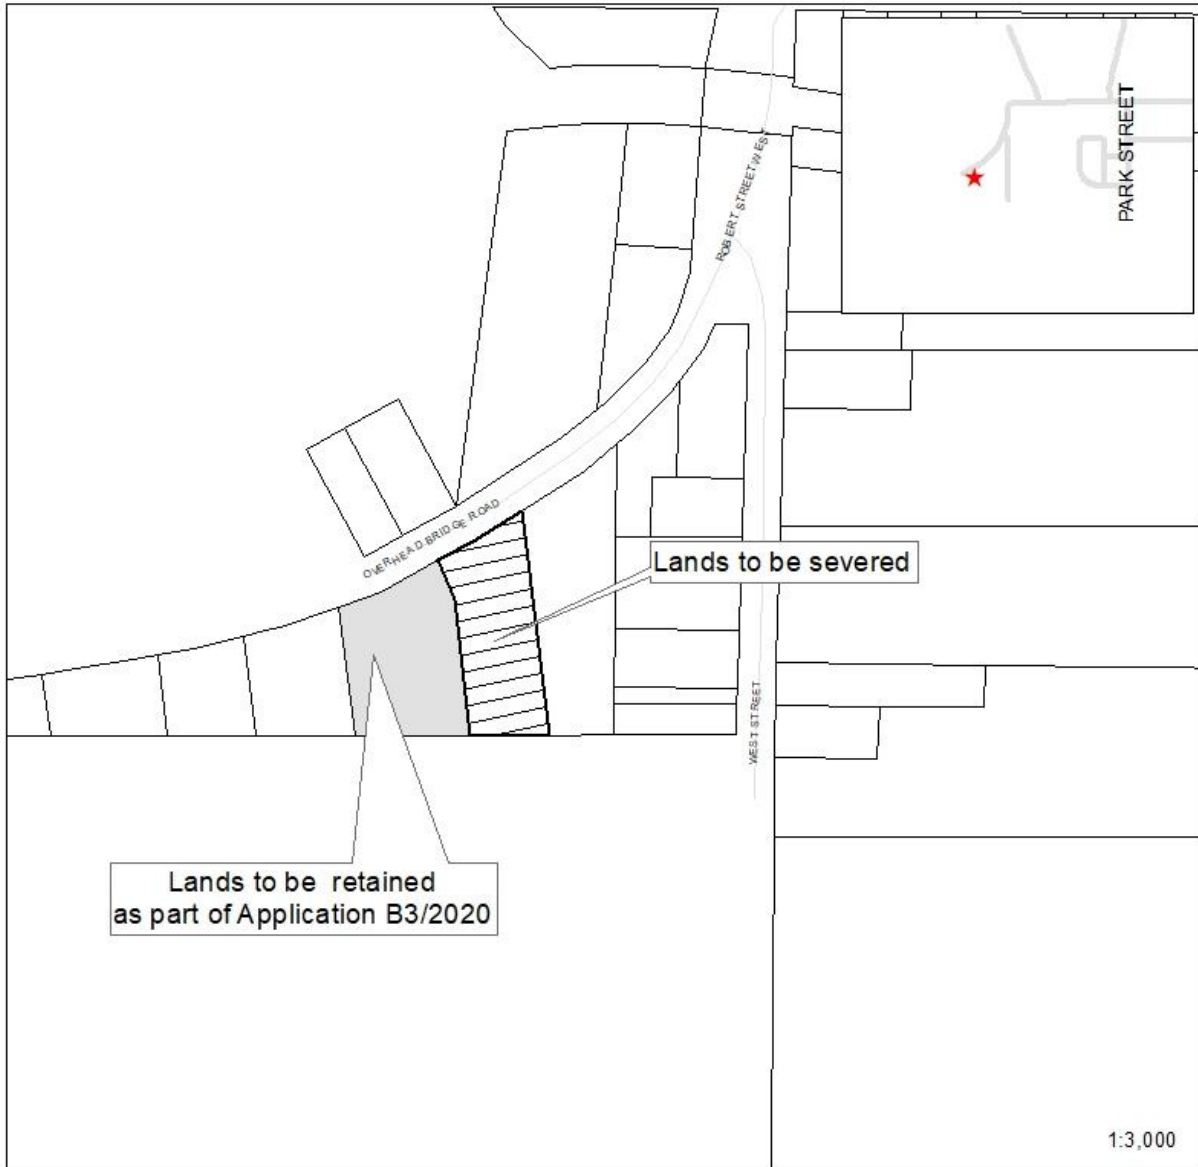 PARK STREET
ROBERT STREET WEST
OVERHEAD BRIDGE ROAD
Lands to be severed
WEST STREET
Lands to be retained
as part of Application B3/2020
1:3,000